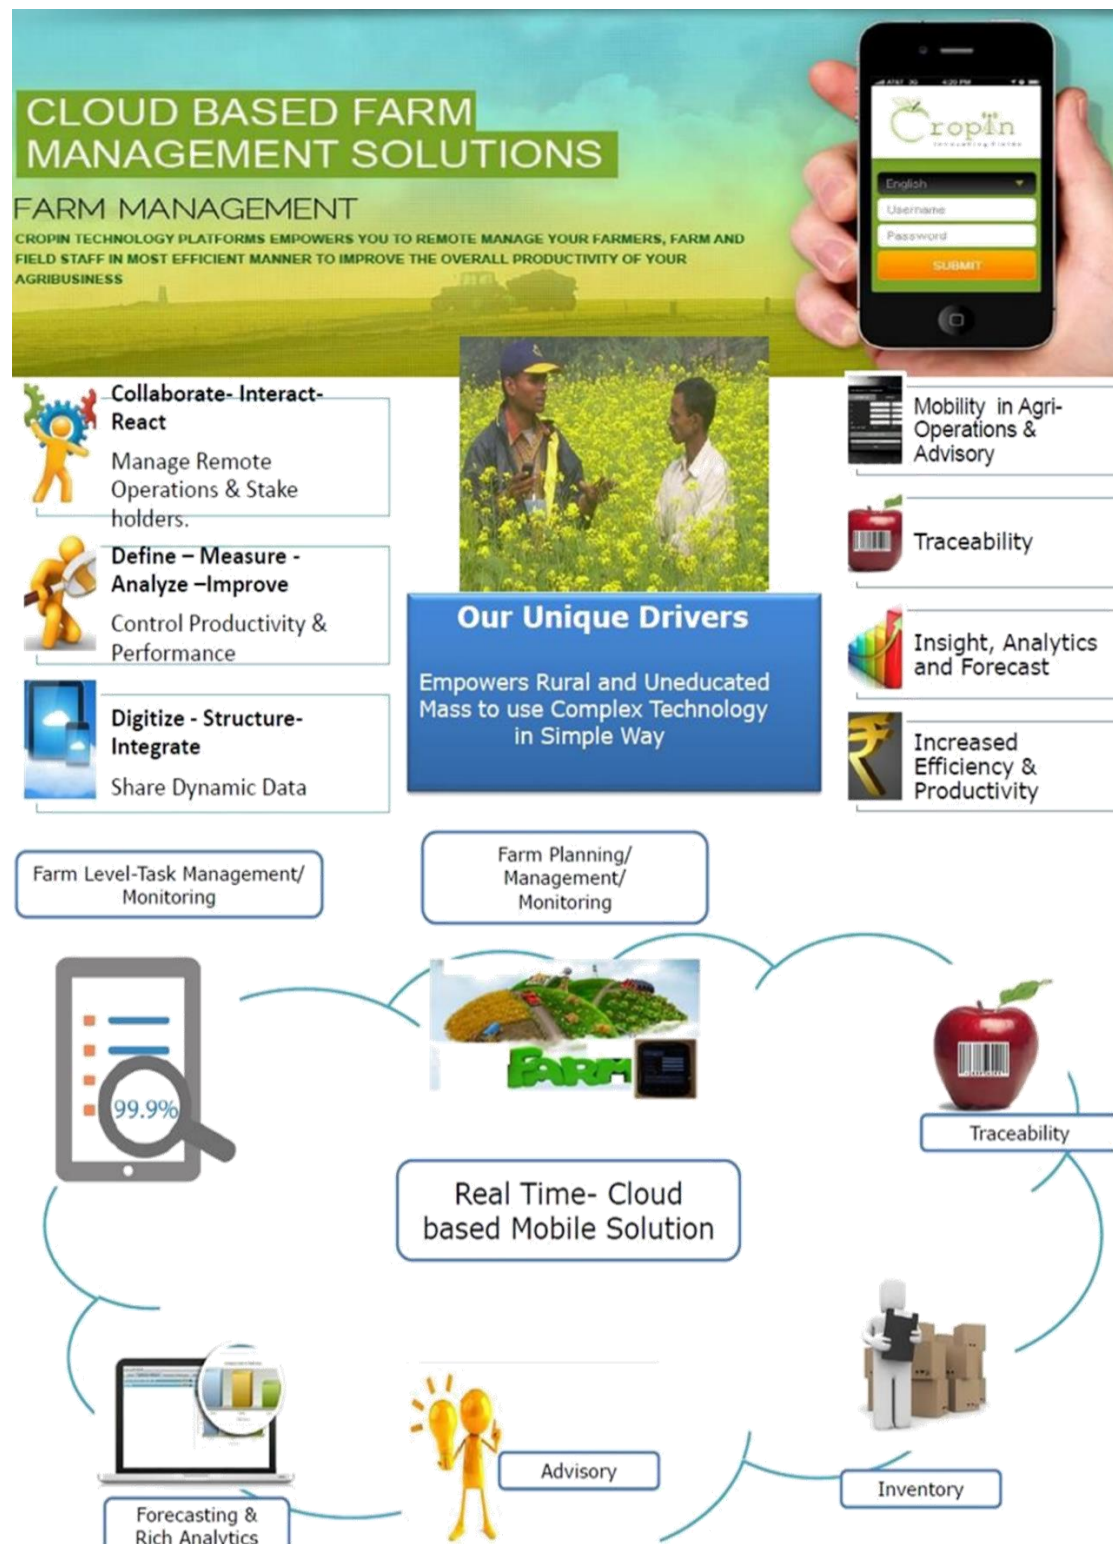 CLOUD BASED FARM
MANAGEMENT SOLUTIONS
FARM MANAGEMENT
CROPIN TECHNOLOGY PLATFORMS EMPOWERS YOU TO REMOTE MANAGE YOUR FARMERS, FARM AND
FIELD STAFF IN MOST EFFICIENT MANNER TO IMPROVE THE OVERALL PRODUCTIVITY OF YOUR
AGRIBUSINESS
AT&T 3G 4:20 PM
CropIn
English
Username
Password
SUBMIT
Collaborate- Interact-
React
Manage Remote
Operations & Stake
holders.
Define – Measure -
Analyze –Improve
Control Productivity &
Performance
Digitize - Structure-
Integrate
Share Dynamic Data
Our Unique Drivers
Empowers Rural and Uneducated
Mass to use Complex Technology
in Simple Way
Mobility in Agri-
Operations &
Advisory
Traceability
Insight, Analytics
and Forecast
Increased
Efficiency &
Productivity
Farm Level-Task Management/
Monitoring
Farm Planning/
Management/
Monitoring
99.9%
FARM
Traceability
Real Time- Cloud
based Mobile Solution
Forecasting &
Rich Analytics
Advisory
Inventory